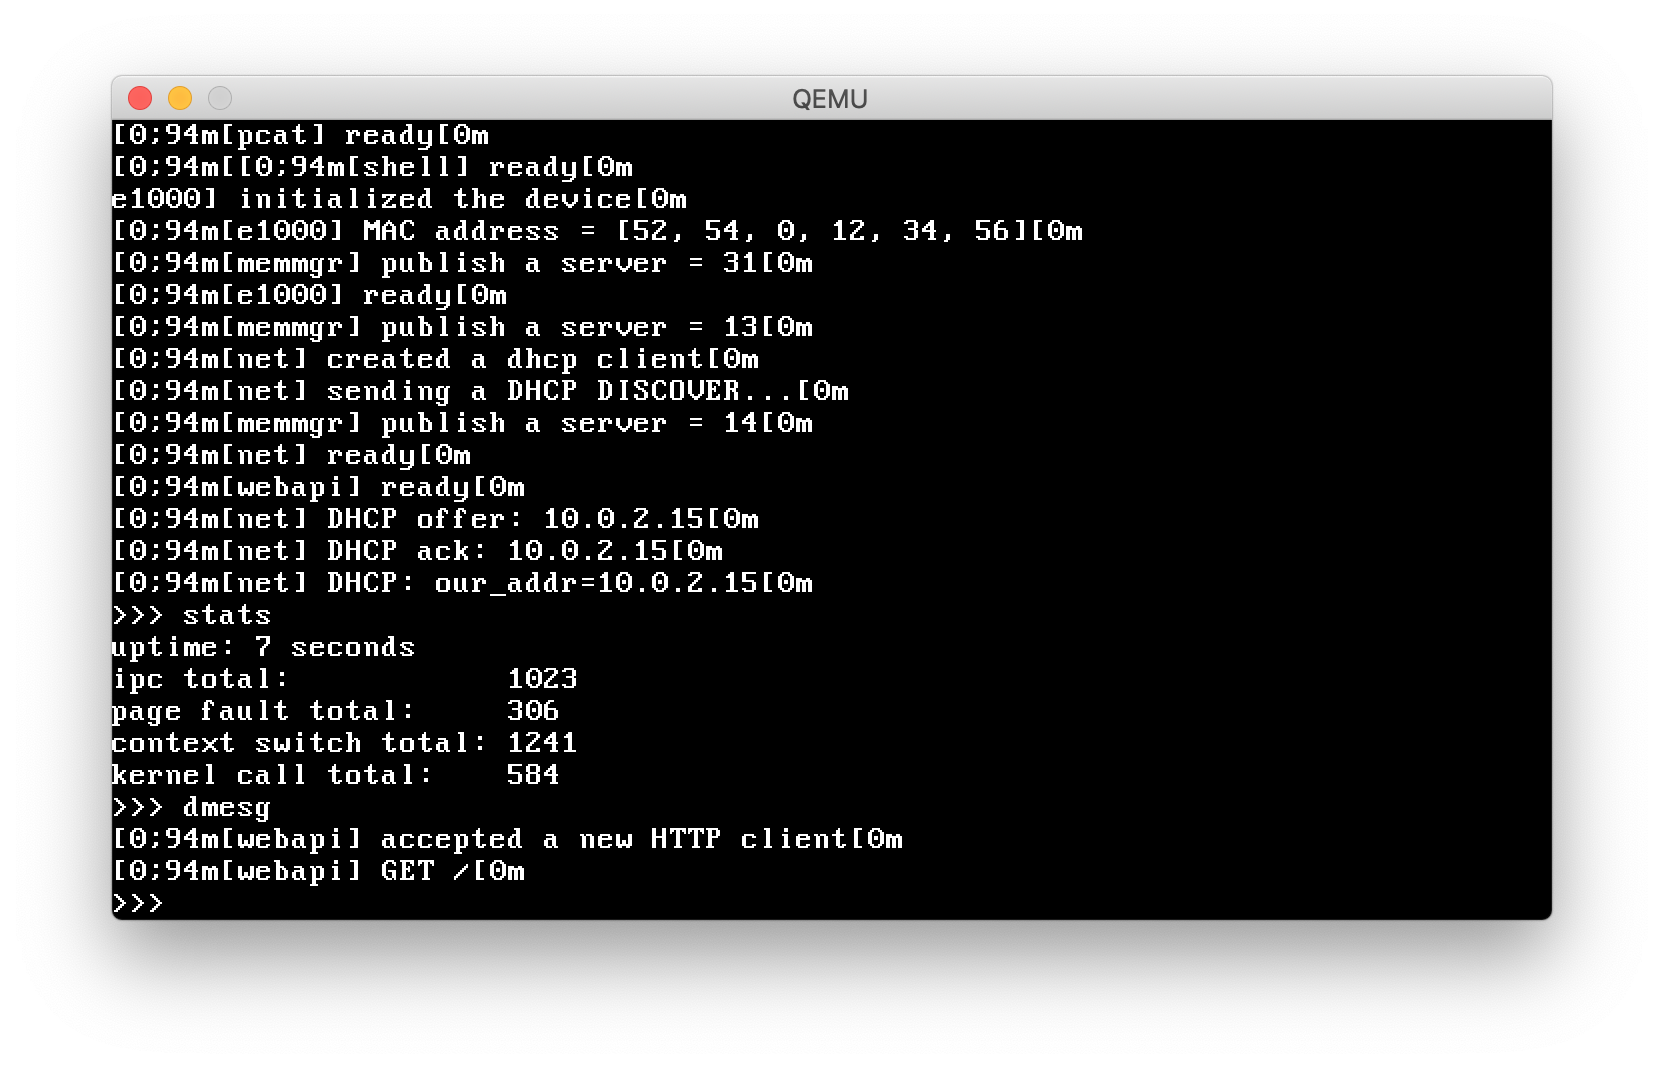 QEMU
[0;94m[pcat] ready[0m
[0;94m[[0;94m[shell] ready[0m
e1000] initialized the device[0m
[0;94m[e1000] MAC address = [52, 54, 0, 12, 34, 56][0m
[0;94m[memmgr] publish a server = 31[0m
[0;94m[e1000] ready[0m
[0;94m[memmgr] publish a server = 13[0m
[0;94m[net] created a dhcp client[0m
[0;94m[net] sending a DHCP DISCOVER...[0m
[0;94m[memmgr] publish a server = 14[0m
[0;94m[net] ready[0m
[0;94m[webapi] ready[0m
[0;94m[net] DHCP offer: 10.0.2.15[0m
[0;94m[net] DHCP ack: 10.0.2.15[0m
[0;94m[net] DHCP: our_addr=10.0.2.15[0m
>>> stats
uptime: 7 seconds
ipc total:            1023
page fault total:     306
context switch total: 1241
kernel call total:    584
>>> dmesg
[0;94m[webapi] accepted a new HTTP client[0m
[0;94m[webapi] GET /[0m
>>>